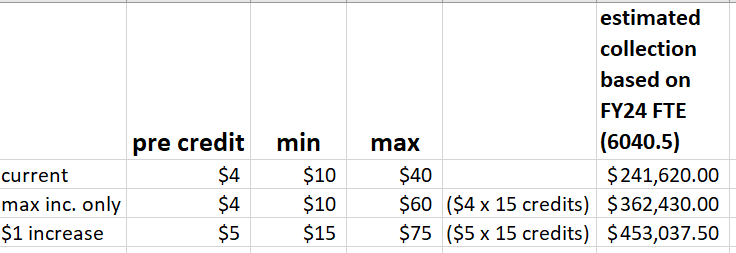 estimated
collection
based on
FY24 FTE
pre credit min max (6040.5)
current $4 $10 $40 $241,620.00
max inc. only $4 $10 $60 ($4 x 15 credits) $362,430.00
$1 increase $5 $15 $75 ($5 x 15 credits) $453,037.50